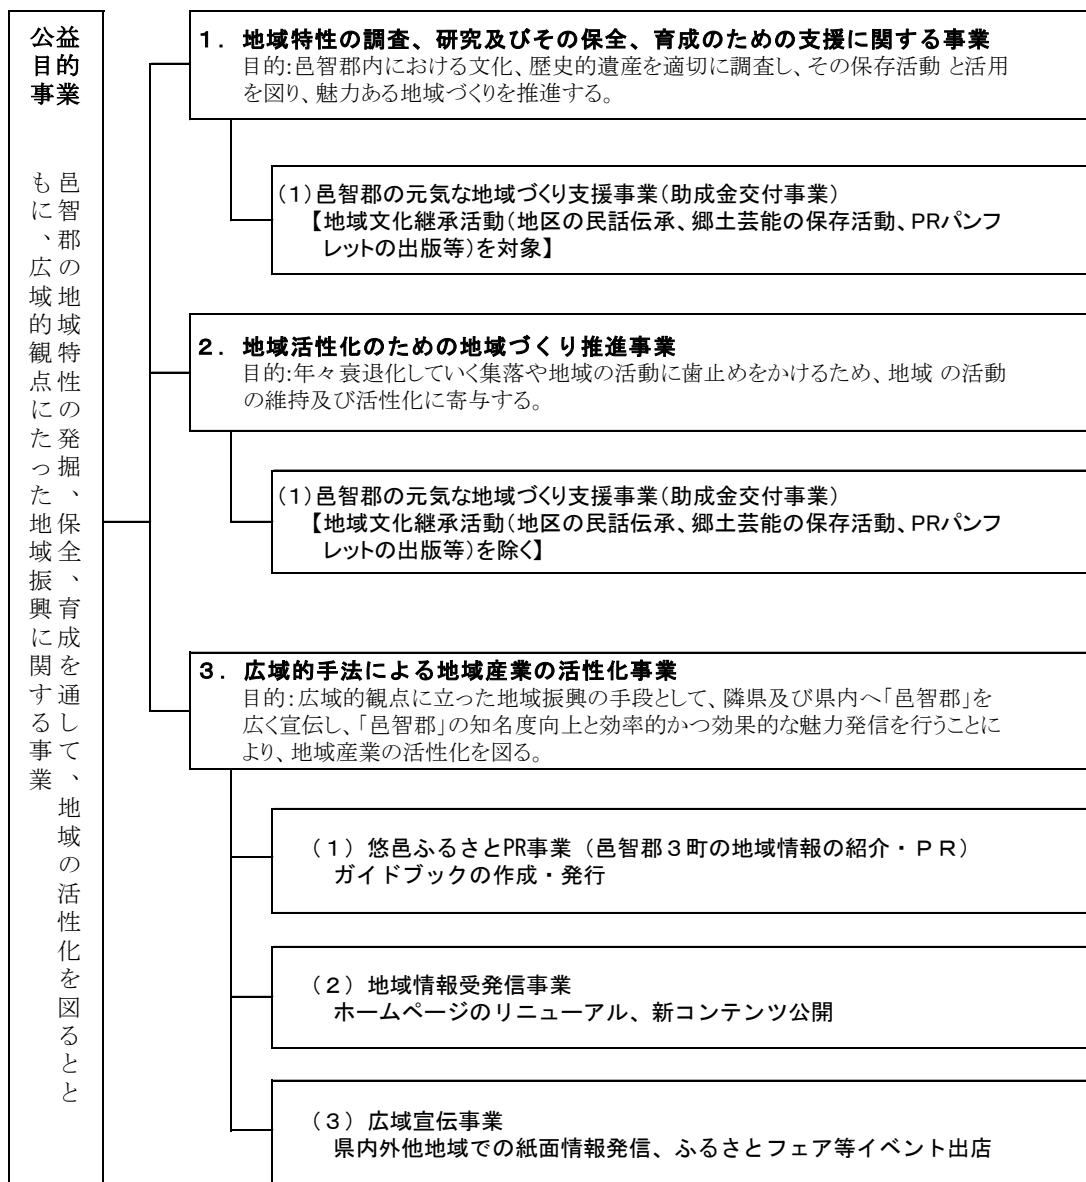 公益
目的
事業
邑智郡の地域特性の発掘、保全、育成を通して、地域の活性化を図るとと
もに、広域的観点にたった地域振興に関する事業
１．地域特性の調査、研究及びその保全、育成のための支援に関する事業
目的:邑智郡内における文化、歴史的遺産を適切に調査し、その保存活動 と活用
を図り、魅力ある地域づくりを推進する。
(１)邑智郡の元気な地域づくり支援事業(助成金交付事業)
【地域文化継承活動(地区の民話伝承、郷土芸能の保存活動、PRパンフ
レットの出版等)を対象】
２．地域活性化のための地域づくり推進事業
目的:年々衰退化していく集落や地域の活動に歯止めをかけるため、地域 の活動
の維持及び活性化に寄与する。
(１)邑智郡の元気な地域づくり支援事業(助成金交付事業)
【地域文化継承活動(地区の民話伝承、郷土芸能の保存活動、PRパンフ
レットの出版等)を除く】
３．広域的手法による地域産業の活性化事業
目的:広域的観点に立った地域振興の手段として、隣県及び県内へ「邑智郡」を
広く宣伝し、「邑智郡」の知名度向上と効率的かつ効果的な魅力発信を行うことに
より、地域産業の活性化を図る。
（１）悠邑ふるさとPR事業（邑智郡３町の地域情報の紹介・ＰＲ）
ガイドブックの作成・発行
（２）地域情報受発信事業
ホームページのリニューアル、新コンテンツ公開
（３）広域宣伝事業
県内外他地域での紙面情報発信、ふるさとフェア等イベント出店